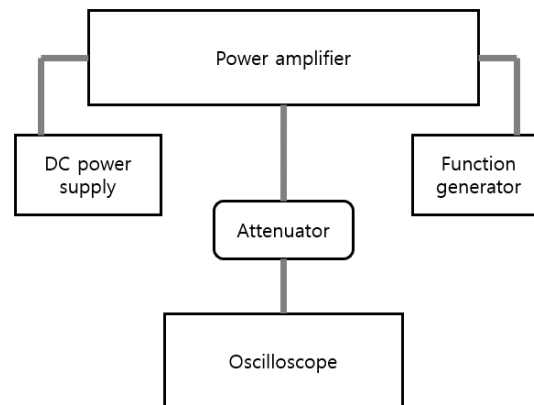 Power amplifier
DC power
supply
Function
generator
Attenuator
Oscilloscope